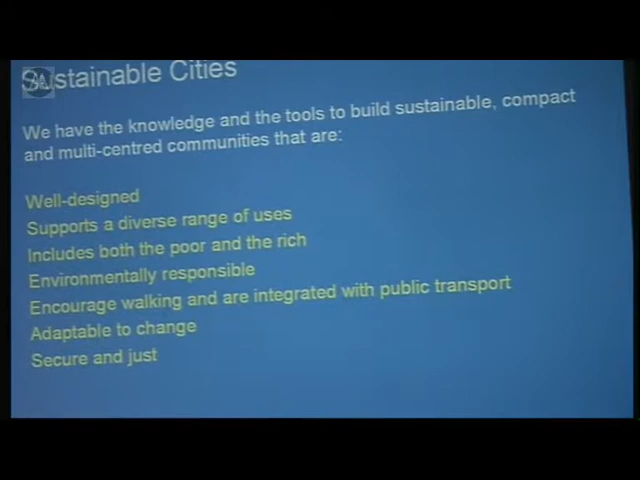 Sustainable Cities
We have the knowledge and the tools to build sustainable, compact
and multi-centred communities that are:
Well-designed
Supports a diverse range of uses
Includes both the poor and the rich
Environmentally responsible
Encourage walking and are integrated with public transport
Adaptable to change
Secure and just